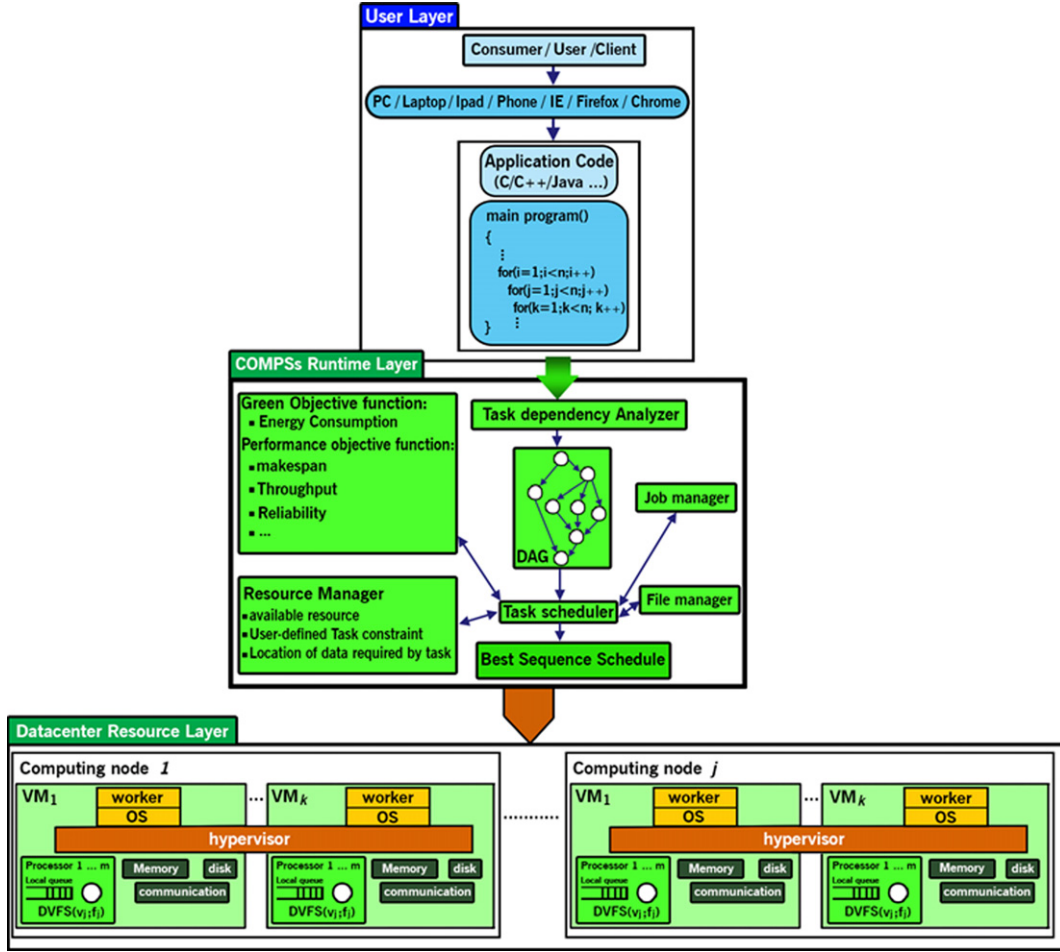 User Layer
Consumer / User /Client
PC / Laptop / Ipad / Phone / IE / Firefox / Chrome
Application Code
(C/C++/Java ...)
main program()
{
⋮
for(i=1;i<n;i++)
for(j=1;j<n;j++)
for(k=1;k<n; k++)
⋮
}
COMPSs Runtime Layer
Green Objective function:
▪ Energy Consumption
Performance objective function:
▪ makespan
▪ Throughput
▪ Reliability
▪ ...
Task dependency Analyzer
DAG
Job manager
Resource Manager
▪ available resource
▪ User-defined Task constraint
▪ Location of data required by task
Task scheduler
File manager
Best Sequence Schedule
Datacenter Resource Layer
Computing node 1
VM1
worker
OS
...
VMk
worker
OS
hypervisor
Processor 1 ... m
Local queue
DVFS(vj;fj)
Memory
disk
communication
Processor 1 ... m
Local queue
DVFS(vj;fj)
Memory
disk
communication
Computing node j
VM1
worker
OS
...
VMk
worker
OS
hypervisor
Processor 1 ... m
Local queue
DVFS(vj;fj)
Memory
disk
communication
Processor 1 ... m
Local queue
DVFS(vj;fj)
Memory
disk
communication